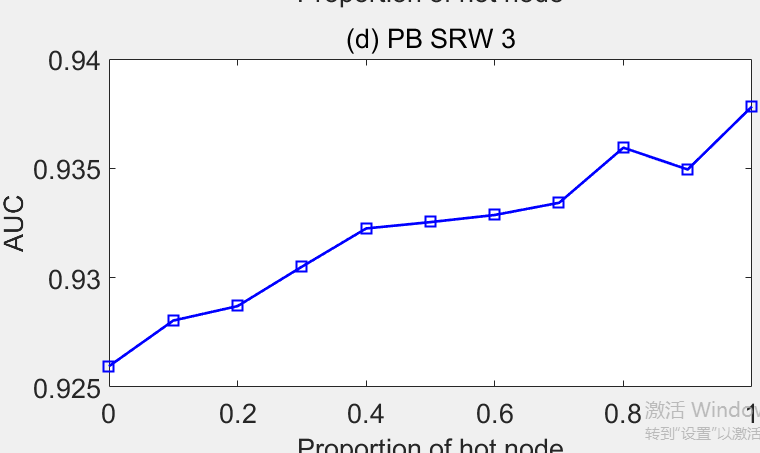 Proportion of hot node
(d) PB SRW 3
0.94
0.935
0.93
0.925
AUC
0 0.2 0.4 0.6 0.8 1
激活 Window
转到“设置”以激活
Proportion of hot node